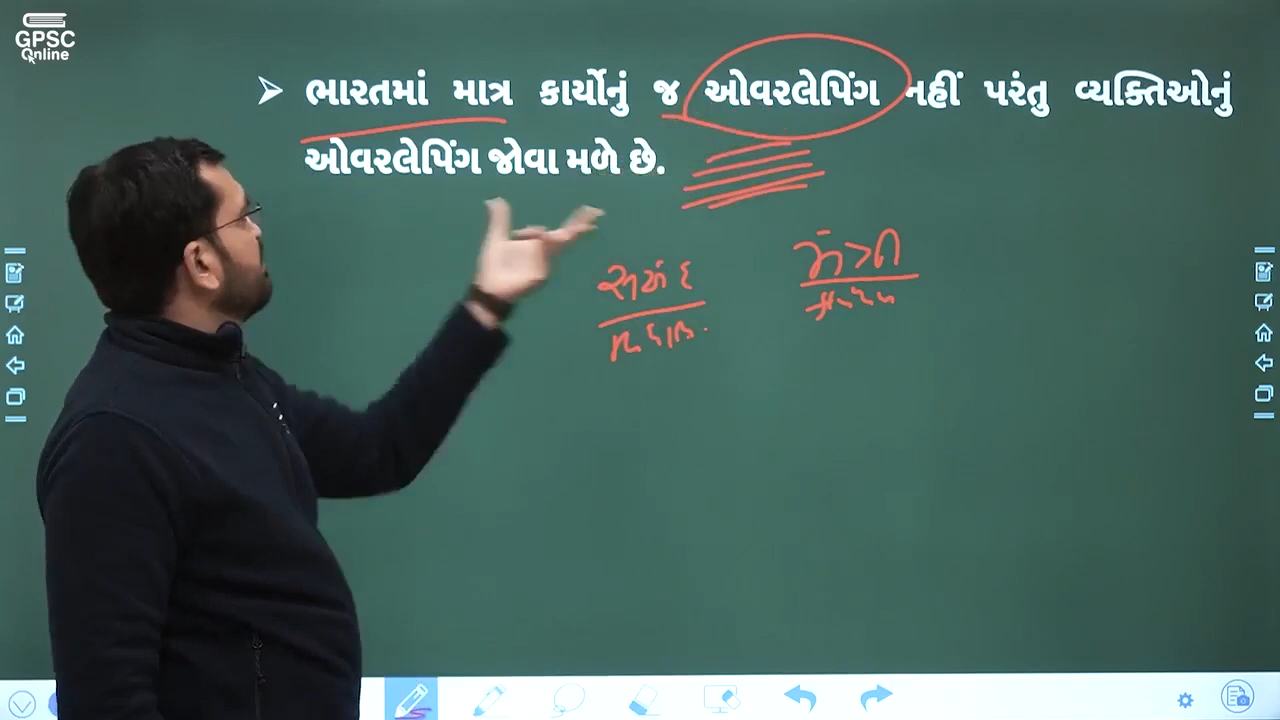 GPSC
Online
➢ ભારતમાં માત્ર કાર્યોનું જ ઓવરલેપિંગ નહીં પરંતુ વ્યક્તિઓનું
ઓવરલેપિંગ જોવા મળે છે.
મંત્રી